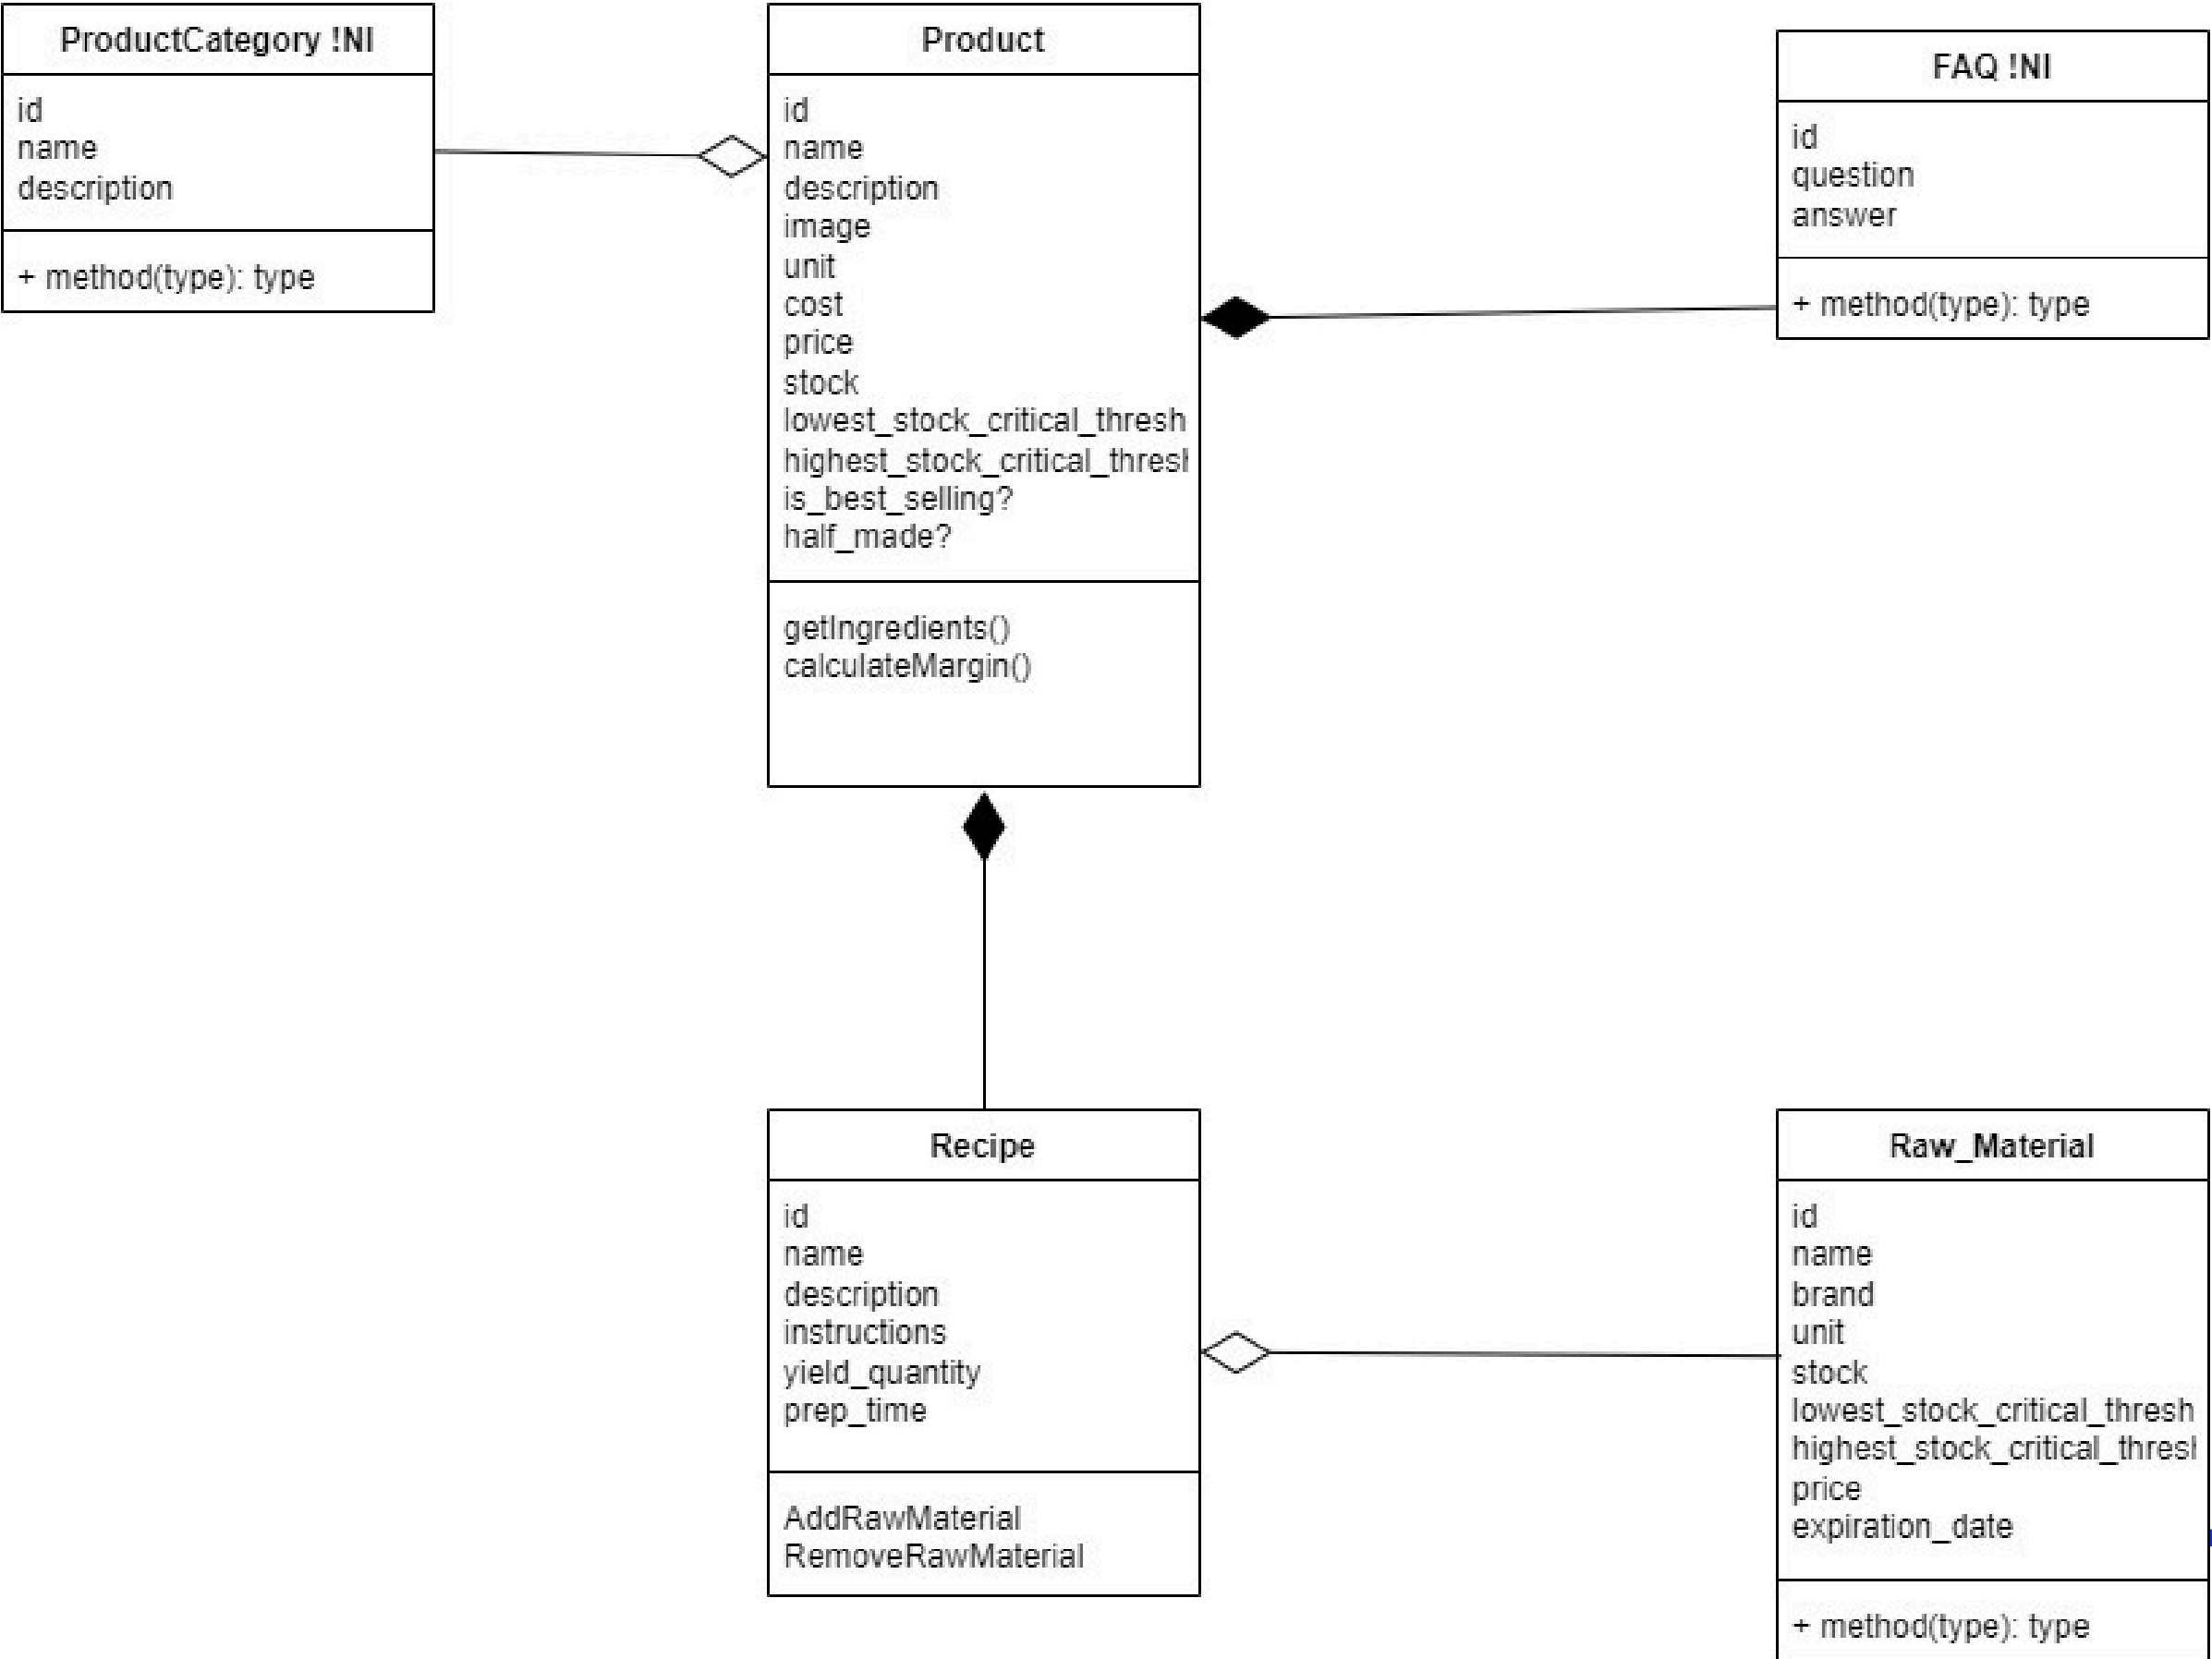 ProductCategory !NI
id
name
description
+ method(type): type
Product
id
name
description
image
unit
cost
price
stock
lowest_stock_critical_thresh
highest_stock_critical_thresh
is_best_selling?
half_made?
getIngredients()
calculateMargin()
FAQ !NI
id
question
answer
+ method(type): type
Recipe
id
name
description
instructions
yield_quantity
prep_time
AddRawMaterial
RemoveRawMaterial
Raw_Material
id
name
brand
unit
stock
lowest_stock_critical_thresh
highest_stock_critical_thresh
price
expiration_date
+ method(type): type